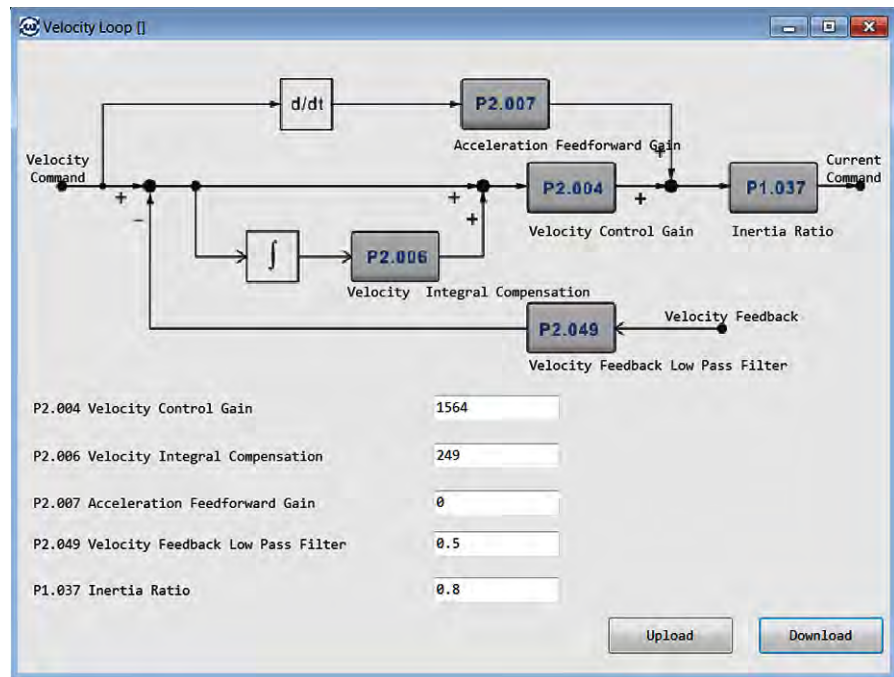 Velocity Loop []
d/dt
P2.007
Acceleration Feedforward Gain
+
Velocity
Command
Current
Command
+
−
+
+
P2.004
+
P1.037
Velocity Control Gain
Inertia Ratio
∫
P2.006
Velocity Integral Compensation
Velocity Feedback
P2.049
Velocity Feedback Low Pass Filter
P2.004 Velocity Control Gain 1564
P2.006 Velocity Integral Compensation 249
P2.007 Acceleration Feedforward Gain 0
P2.049 Velocity Feedback Low Pass Filter 0.5
P1.037 Inertia Ratio 0.8
Upload Download